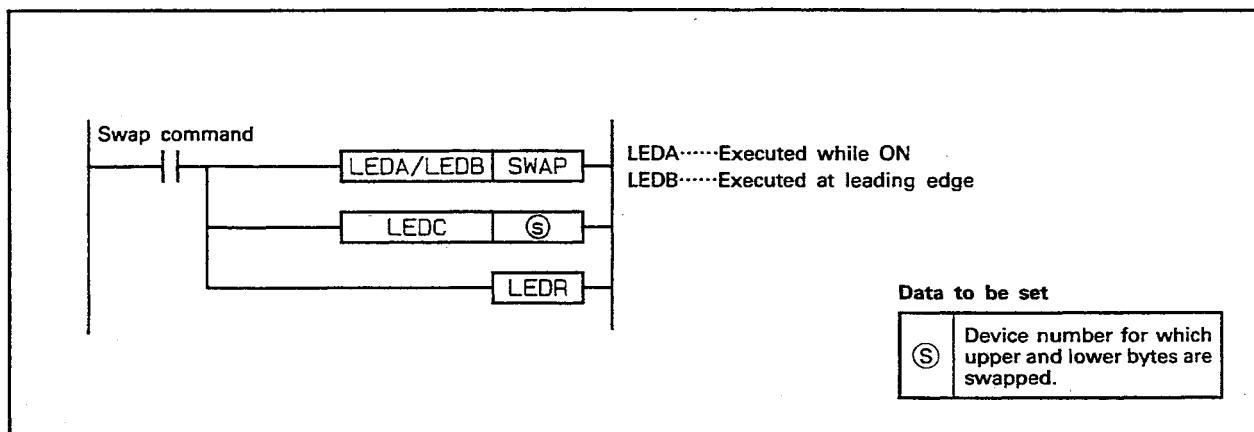 Swap command
LEDA/LEDB SWAP
LEDA……Executed while ON
LEDB……Executed at leading edge
LEDC Ⓢ
LEDR
Data to be set
Ⓢ Device number for which
upper and lower bytes are
swapped.